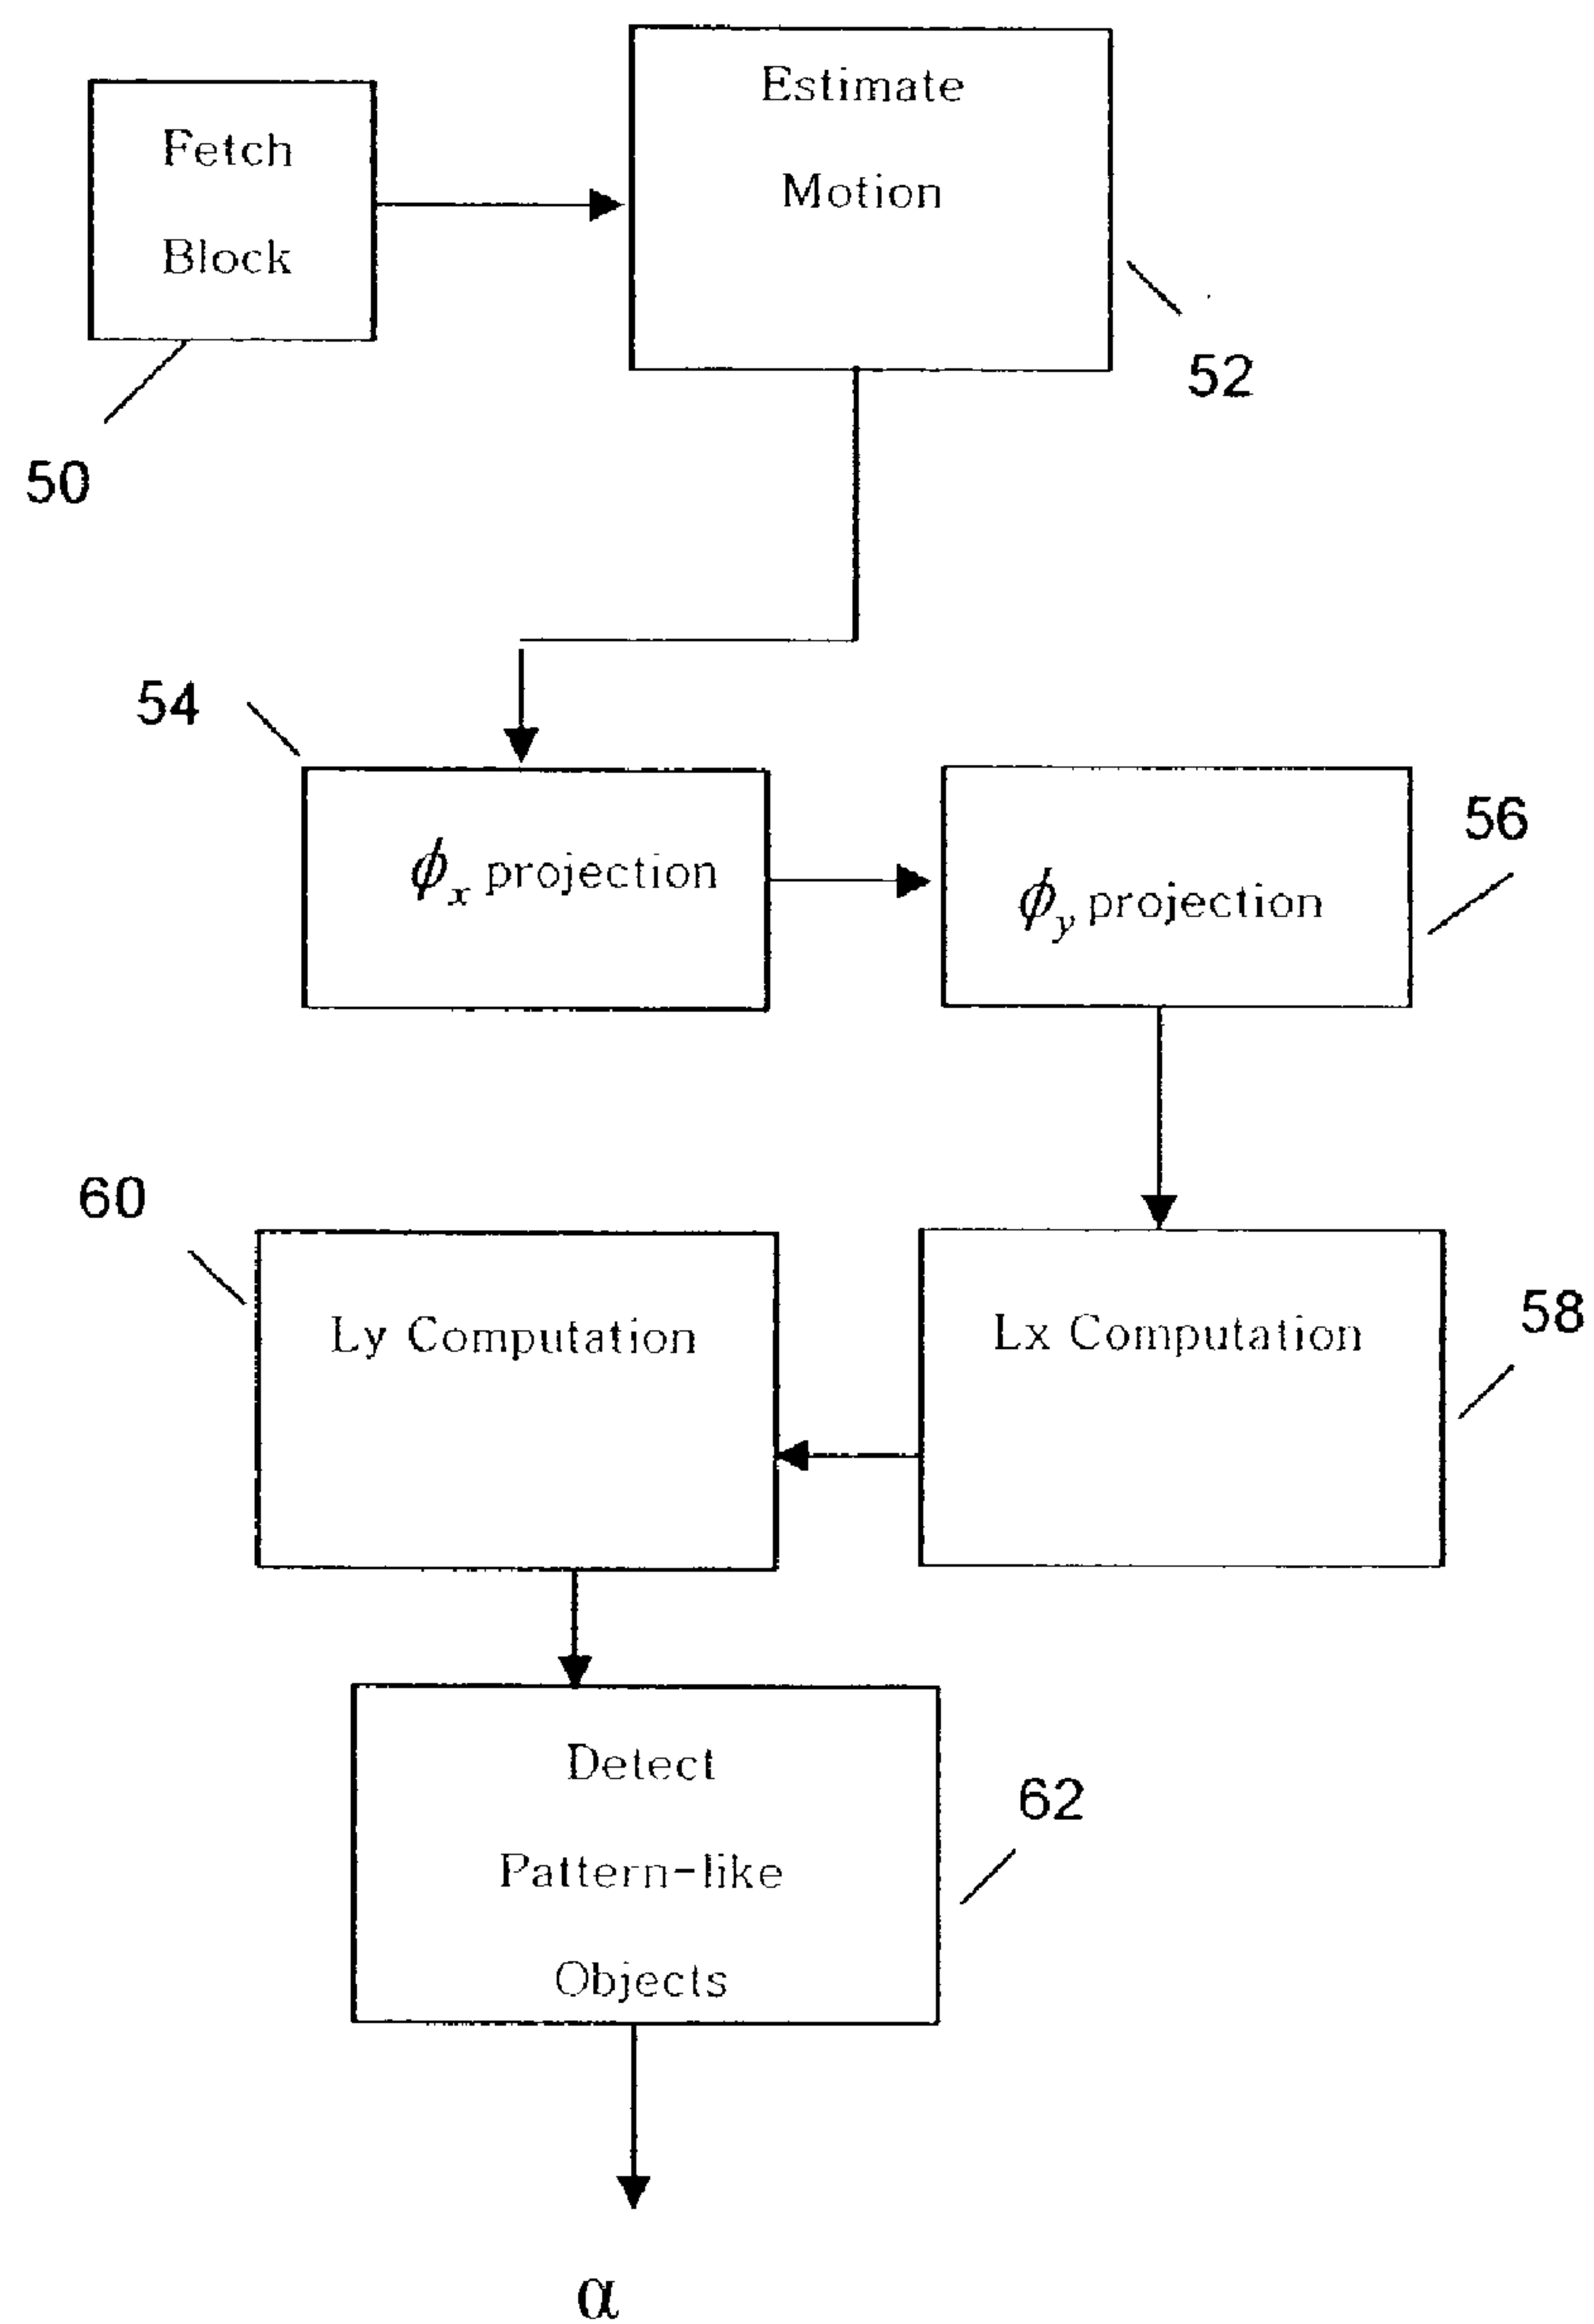 Fetch
Block
50
Estimate
Motion
52
54
ϕx projection
56
ϕy projection
60
Ly Computation
58
Lx Computation
Detect
Pattern-like
Objects
62
α